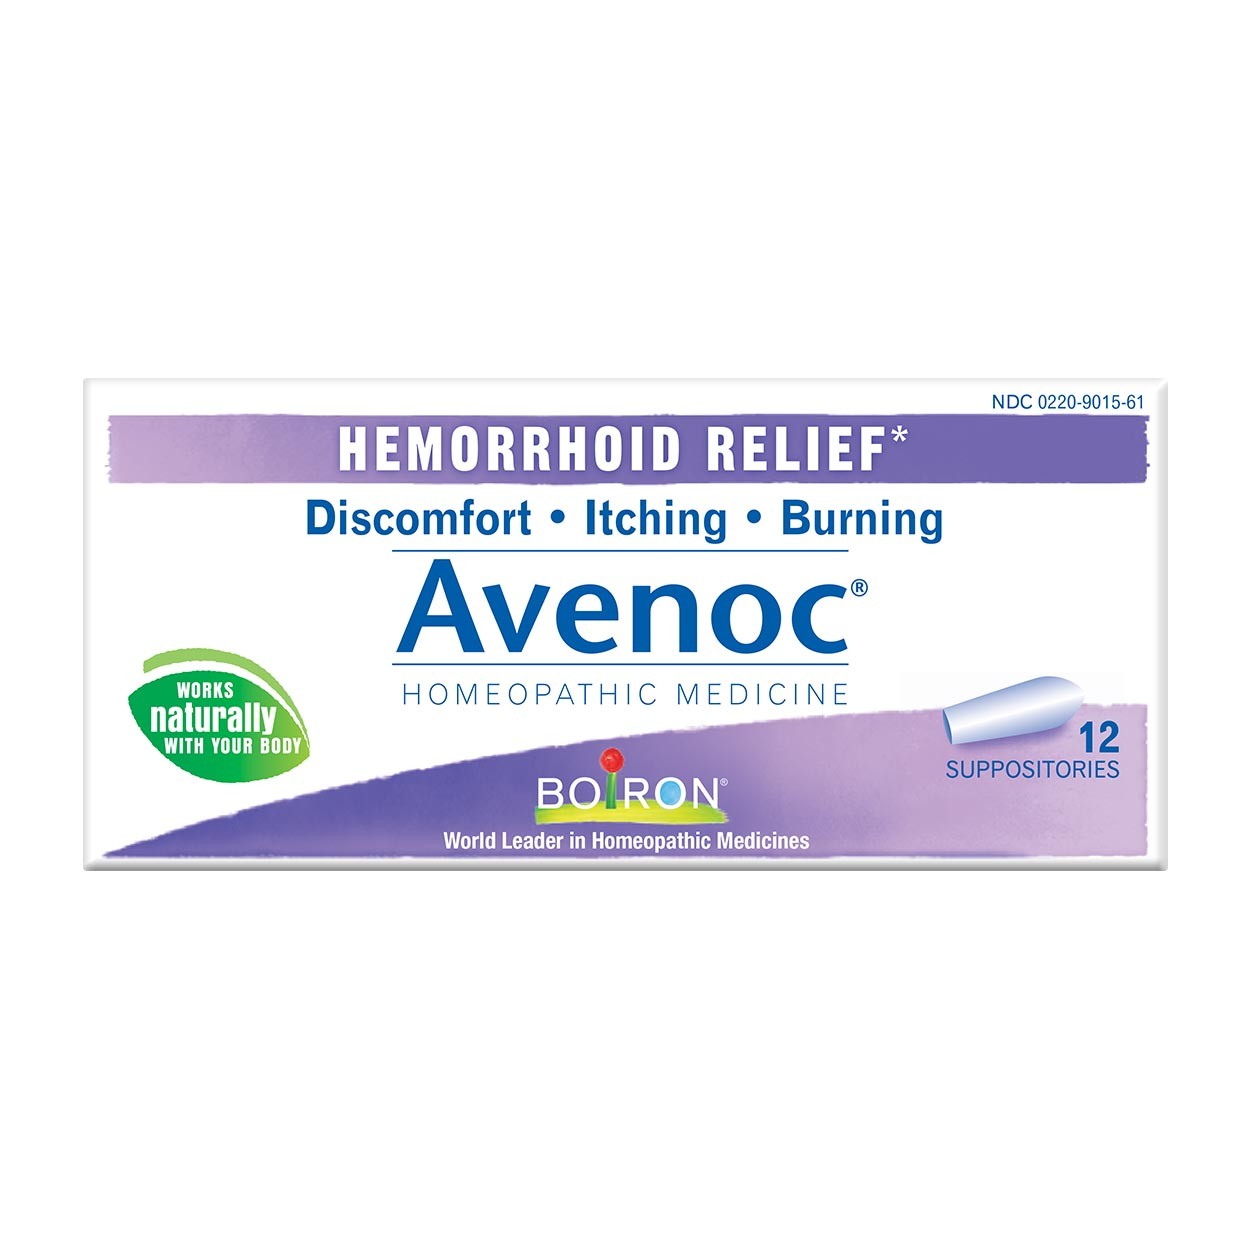 NDC 0220-9015-61
HEMORRHOID RELIEF*
Discomfort • Itching • Burning
Avenoc®
HOMEOPATHIC MEDICINE
WORKS
naturally
WITH YOUR BODY
12
SUPPOSITORIES
BOIRON®
World Leader in Homeopathic Medicines